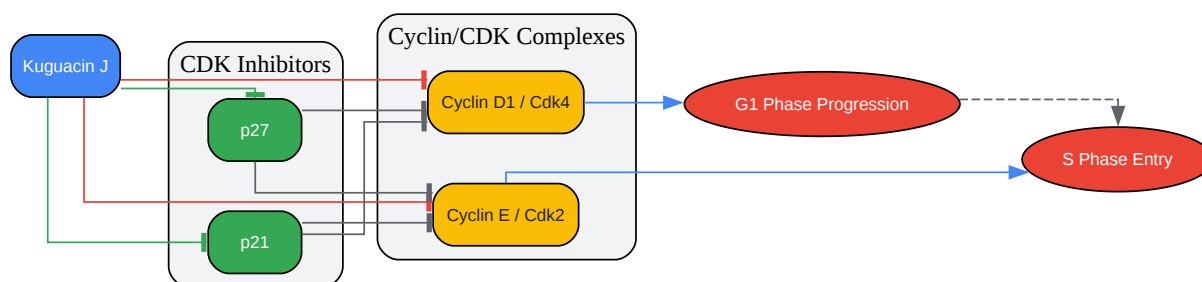 Kuguacin J
CDK Inhibitors
p27
p21
Cyclin/CDK Complexes
Cyclin D1 / Cdk4
Cyclin E / Cdk2
G1 Phase Progression
S Phase Entry